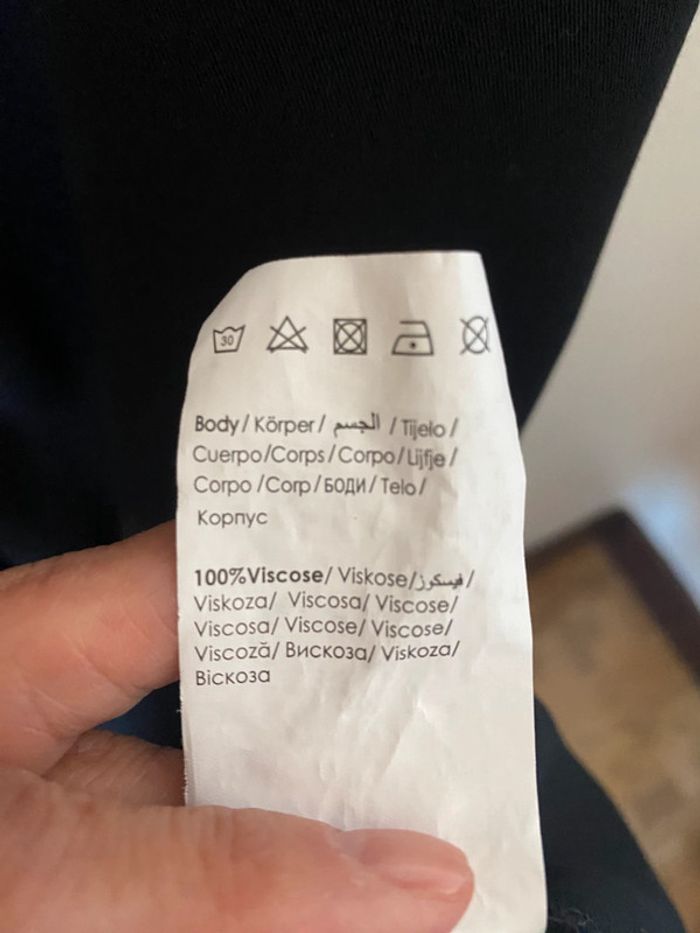 30
Body / Körper / الجسم / Tijelo /
Cuerpo/Corps / Corpo/Lijfje /
Corpo /Corp/БОДИ/ Telo/
Корпус
100%Viscose/ Viskose/فيسكوز/
Viskoza/ Viscosa/ Viscose/
Viscosa/ Viscose/ Viscose/
Viscoză/ Вискоза/ Viskoza/
Віскоза